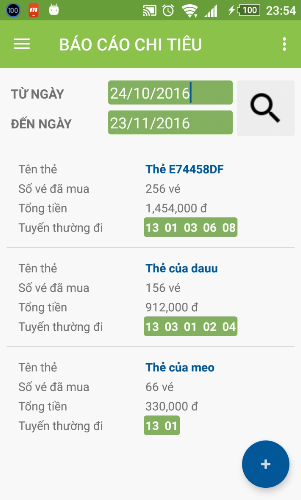 100 100 23:54
BÁO CÁO CHI TIÊU
TỪ NGÀY 24/10/2016
ĐẾN NGÀY 23/11/2016
Tên thẻ Thẻ E74458DF
Số vé đã mua 256 vé
Tổng tiền 1,454,000 đ
Tuyến thường đi 13 01 03 06 08
Tên thẻ Thẻ của dauu
Số vé đã mua 156 vé
Tổng tiền 912,000 đ
Tuyến thường đi 13 03 01 02 04
Tên thẻ Thẻ của meo
Số vé đã mua 66 vé
Tổng tiền 330,000 đ
Tuyến thường đi 13 01
+